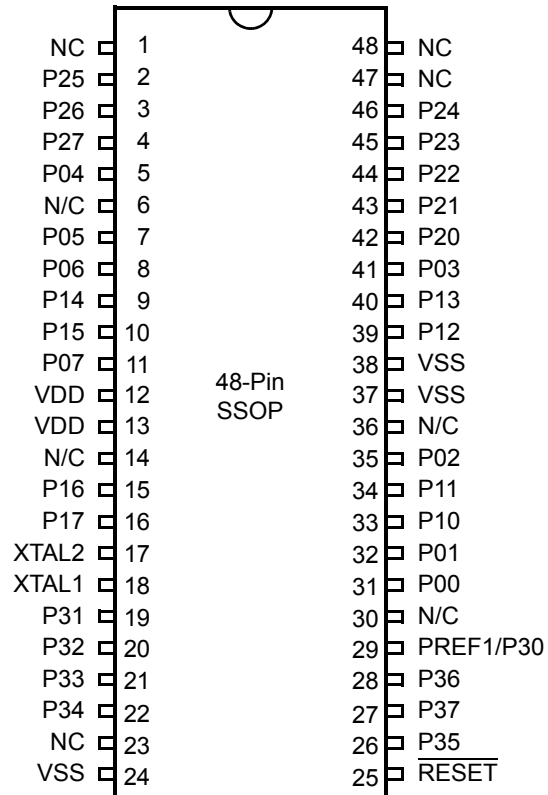 NC 1 48 NC
P25 2 47 NC
P26 3 46 P24
P27 4 45 P23
P04 5 44 P22
N/C 6 43 P21
P05 7 42 P20
P06 8 41 P03
P14 9 40 P13
P15 10 39 P12
P07 11 38 VSS
48-Pin
VDD 12 37 VSS
SSOP
VDD 13 36 N/C
N/C 14 35 P02
P16 15 34 P11
P17 16 33 P10
XTAL2 17 32 P01
XTAL1 18 31 P00
P31 19 30 N/C
P32 20 29 PREF1/P30
P33 21 28 P36
P34 22 27 P37
NC 23 26 P35
VSS 24 25 RESET